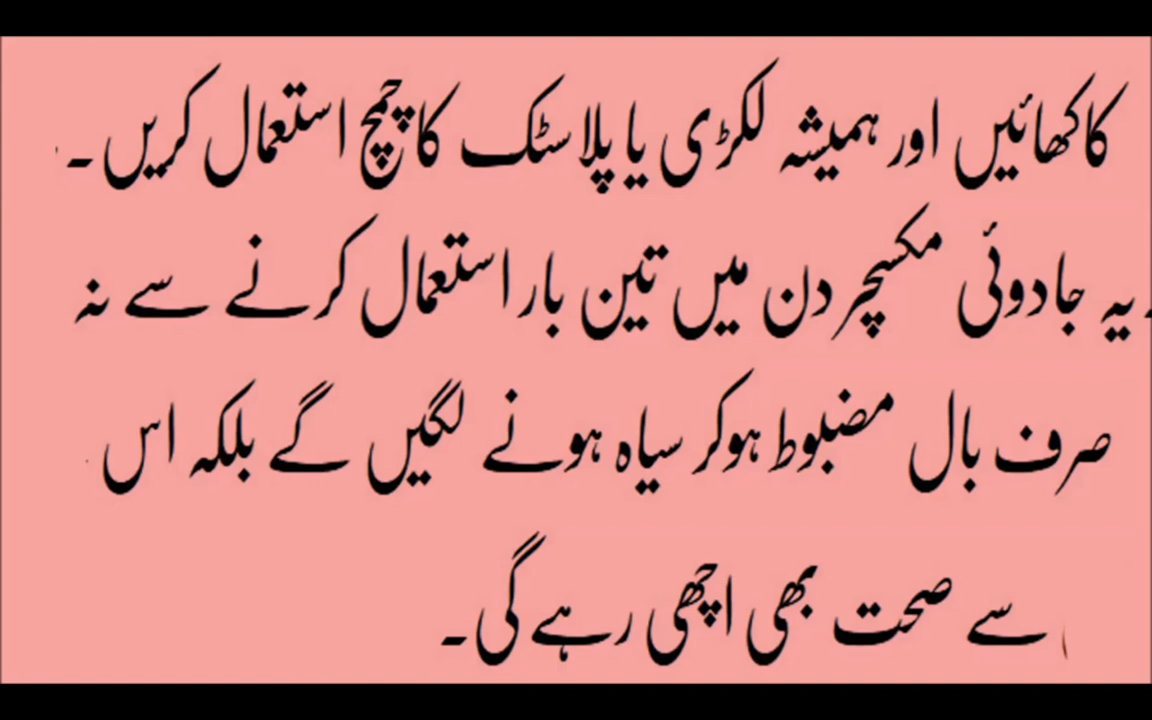 کا کھائیں اور ہمیشہ لکڑی یا پلاسٹک کا چمچ استعمال کریں۔
یہ جادوئی مکسچر دن میں تین بار استعمال کرنے سے نہ
صرف بال مضبوط ہو کر سیاہ ہونے لگیں گے بلکہ اس
سے صحت بھی اچھی رہے گی۔